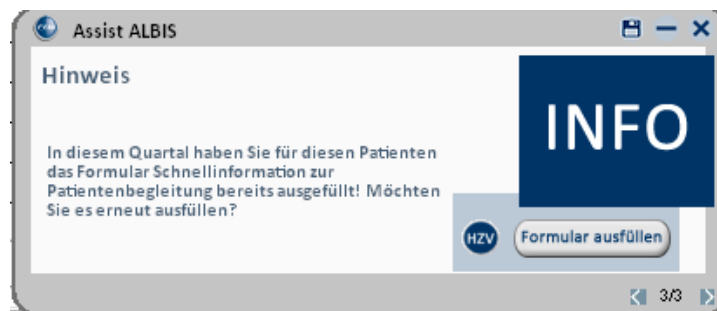 Assist ALBIS
Hinweis
INFO
In diesem Quartal haben Sie für diesen Patienten
das Formular Schnellinformation zur
Patientenbegleitung bereits ausgefüllt! Möchten
Sie es erneut ausfüllen?
HZV
Formular ausfüllen
3/3